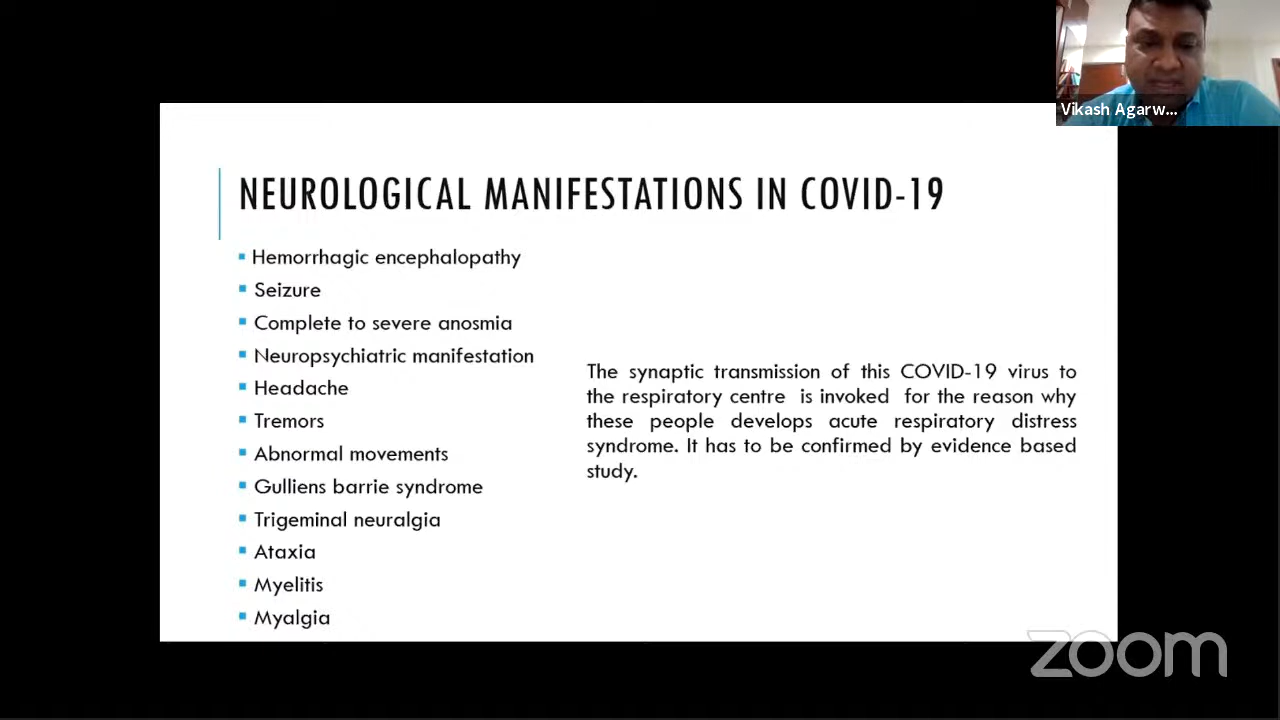 Vikash Agarw...
NEUROLOGICAL MANIFESTATIONS IN COVID-19
▪ Hemorrhagic encephalopathy
▪ Seizure
▪ Complete to severe anosmia
▪ Neuropsychiatric manifestation
▪ Headache
▪ Tremors
▪ Abnormal movements
▪ Gulliens barrie syndrome
▪ Trigeminal neuralgia
▪ Ataxia
▪ Myelitis
▪ Myalgia
The synaptic transmission of this COVID-19 virus to
the respiratory centre is invoked for the reason why
these people develops acute respiratory distress
syndrome. It has to be confirmed by evidence based
study.
zoom